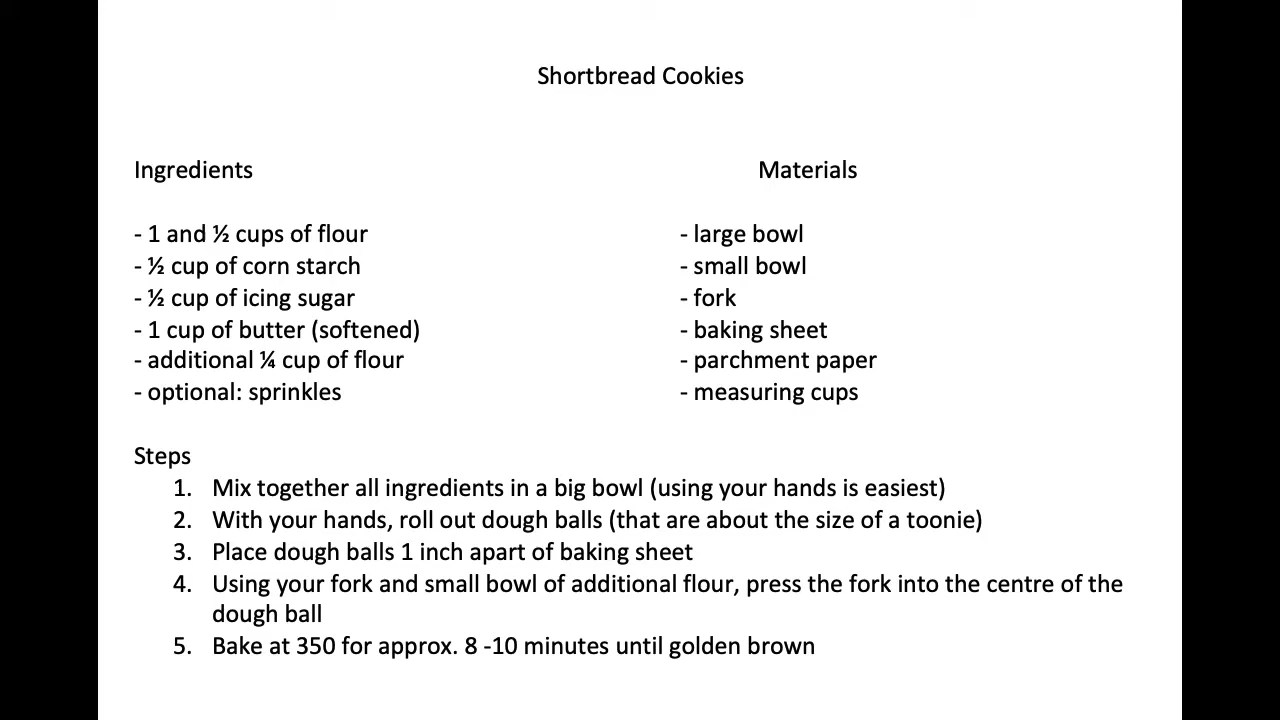 Shortbread Cookies
Ingredients
- 1 and ½ cups of flour
- ½ cup of corn starch
- ½ cup of icing sugar
- 1 cup of butter (softened)
- additional ¼ cup of flour
- optional: sprinkles
Materials
- large bowl
- small bowl
- fork
- baking sheet
- parchment paper
- measuring cups
Steps
1. Mix together all ingredients in a big bowl (using your hands is easiest)
2. With your hands, roll out dough balls (that are about the size of a toonie)
3. Place dough balls 1 inch apart of baking sheet
4. Using your fork and small bowl of additional flour, press the fork into the centre of the
dough ball
5. Bake at 350 for approx. 8 -10 minutes until golden brown